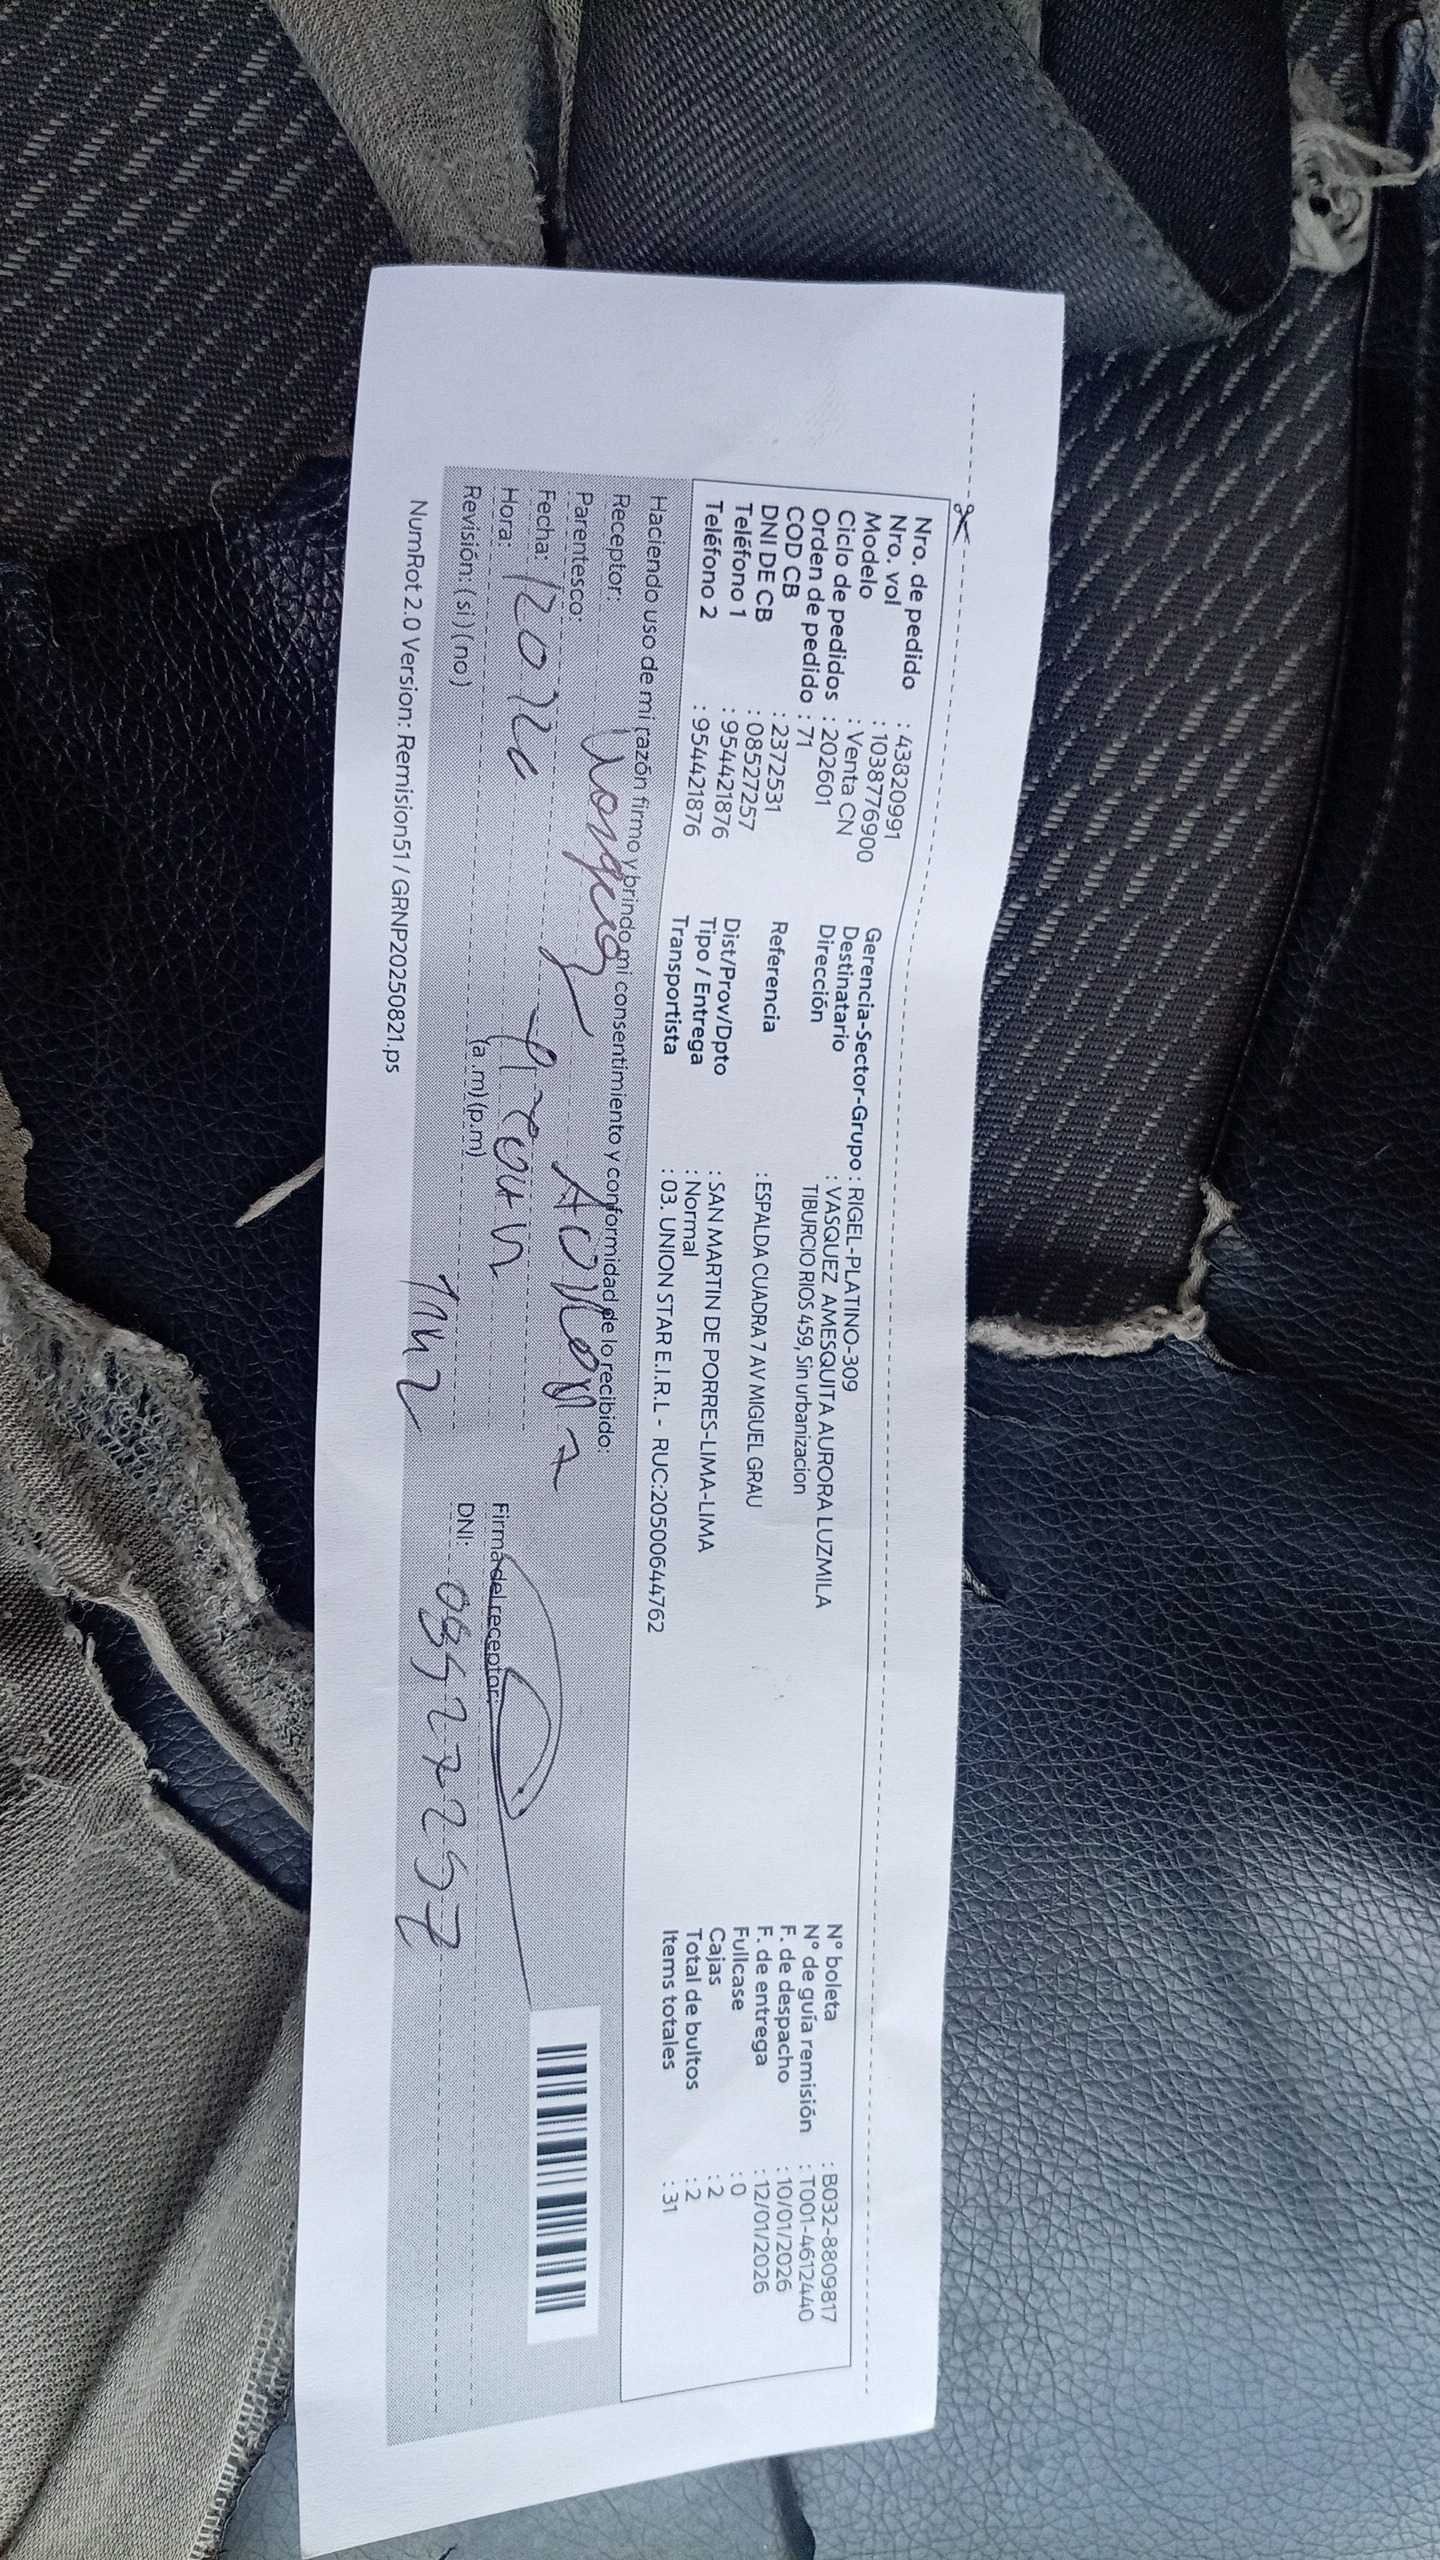 Nro. de pedido : 43820991
Nro. vol : 1038776900
Modelo : Venta CN
Ciclo de pedidos : 202601
Orden de pedido : 71
COD CB : 2372531
DNI DE CB : 08527257
Teléfono 1 : 954421876
Teléfono 2 : 954421876
Gerencia-Sector-Grupo : RIGEL-PLATINO-309
Destinatario : VASQUEZ AMESQUITA AURORA LUZMILA
Dirección TIBURCIO RIOS 459, Sin urbanizacion
Referencia : ESPALDA CUADRA 7 AV MIGUEL GRAU
Dist/Prov/Dpto : SAN MARTIN DE PORRES-LIMA-LIMA
Tipo / Entrega : Normal
Transportista : 03. UNION STAR E.I.R.L - RUC:20500644762
N° boleta : B032-8809817
N° de guía remisión : T001-4612440
F. de despacho : 10/01/2026
F. de entrega : 12/01/2026
Fullcase : 0
Cajas : 2
Total de bultos : 2
Items totales : 31
Haciendo uso de mi razón firmo y brindo mi consentimiento y conformidad de lo recibido:
Receptor:
Parentesco:
Fecha:
Hora: (a.m) (p.m)
Revisión: (si) (no)
Firma del receptor:
DNI: 08527257
NumRot 2.0 Version: Remision51 / GRNP20250821.ps